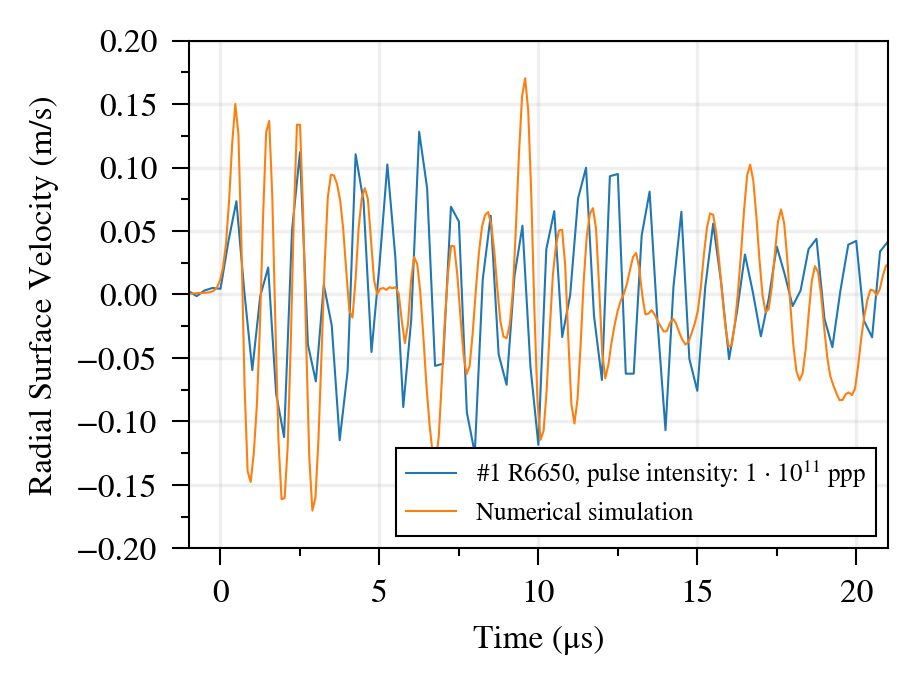 Radial Surface Velocity (m/s)
0.20
0.15
0.10
0.05
0.00
−0.05
−0.10
−0.15
−0.20
#1 R6650, pulse intensity: 1 · 10¹¹ ppp
Numerical simulation
0 5 10 15 20
Time (µs)